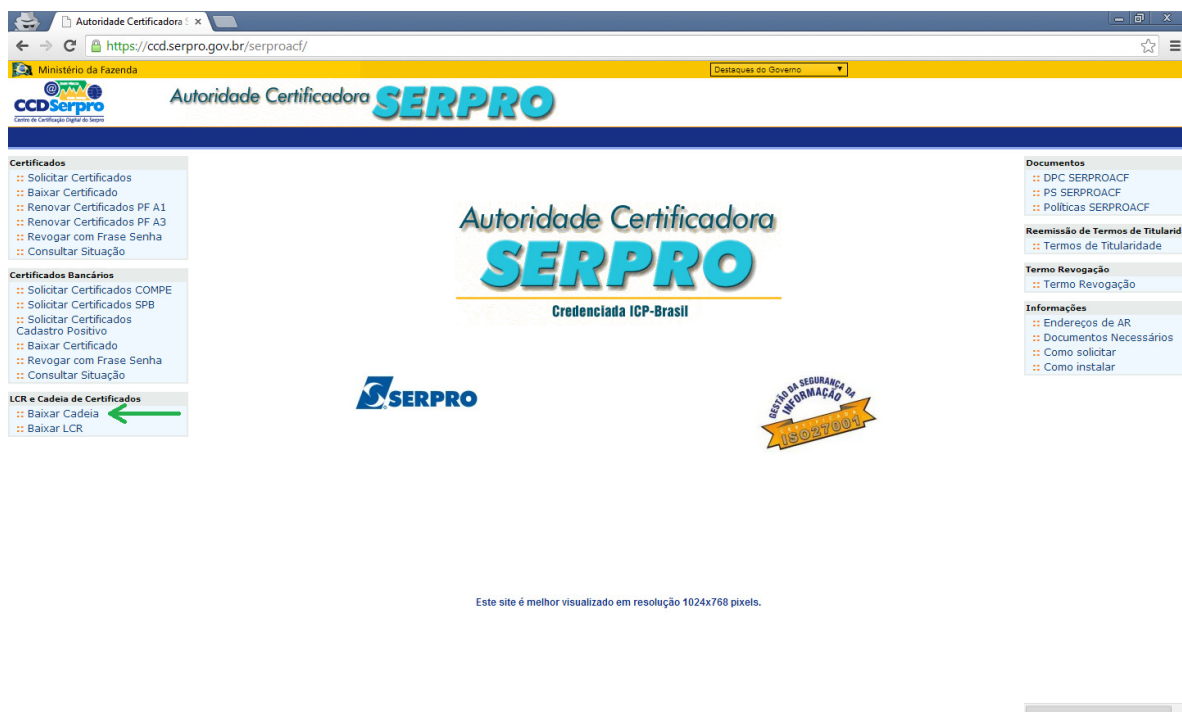 Autoridade Certificadora S
https://ccd.serpro.gov.br/serproacf/
Ministério da Fazenda
Destaques do Governo
CCDSerpro
Centro de Certificação Digital do Serpro
Autoridade Certificadora SERPRO
Certificados
:: Solicitar Certificados
:: Baixar Certificado
:: Renovar Certificados PF A1
:: Renovar Certificados PF A3
:: Revogar com Frase Senha
:: Consultar Situação
Certificados Bancários
:: Solicitar Certificados COMPE
:: Solicitar Certificados SPB
:: Solicitar Certificados
Cadastro Positivo
:: Baixar Certificado
:: Revogar com Frase Senha
:: Consultar Situação
LCR e Cadeia de Certificados
:: Baixar Cadeia
:: Baixar LCR
Autoridade Certificadora
SERPRO
Credenciada ICP-Brasil
SERPRO
GESTÃO DA SEGURANÇA DA
INFORMAÇÃO
CERTIFICADO
ISO27001
Este site é melhor visualizado em resolução 1024x768 pixels.
Documentos
:: DPC SERPROACF
:: PS SERPROACF
:: Políticas SERPROACF
Reemissão de Termos de Titularid
:: Termos de Titularidade
Termo Revogação
:: Termo Revogação
Informações
:: Endereços de AR
:: Documentos Necessários
:: Como solicitar
:: Como instalar